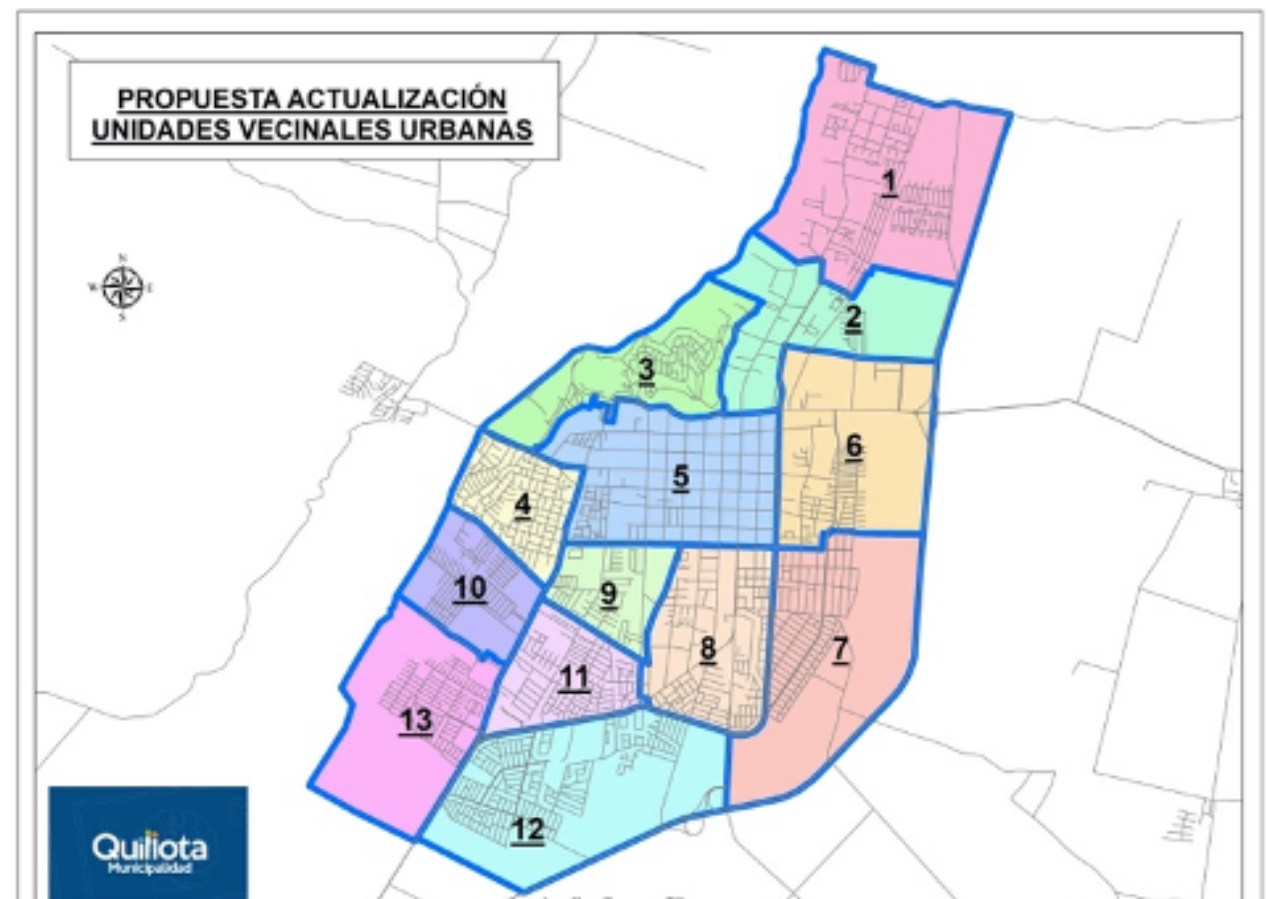 PROPUESTA ACTUALIZACIÓN
UNIDADES VECINALES URBANAS
1
N
W
E
S
2
3
6
5
4
10
9
8
7
11
13
12
Quillota
Municipalidad